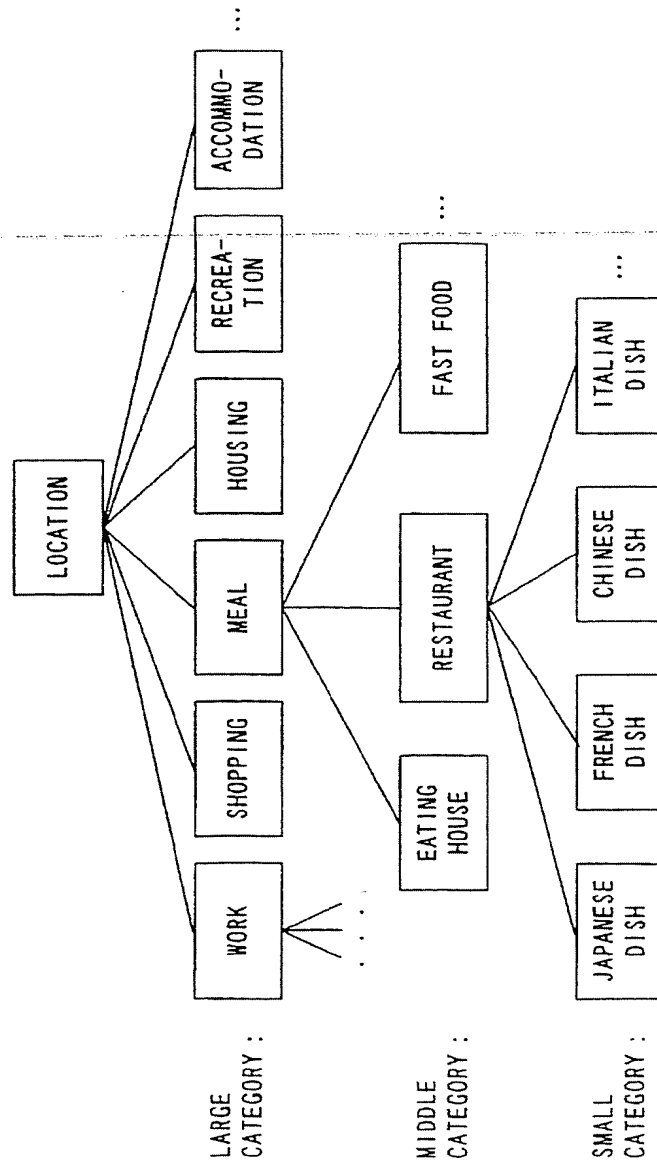 LOCATION
LARGE
CATEGORY:
WORK
SHOPPING
MEAL
HOUSING
RECREA-
TION
ACCOMMO-
DATION
...
. . . .
MIDDLE
CATEGORY:
EATING
HOUSE
RESTAURANT
FAST FOOD
...
SMALL
CATEGORY:
JAPANESE
DISH
FRENCH
DISH
CHINESE
DISH
ITALIAN
DISH
...